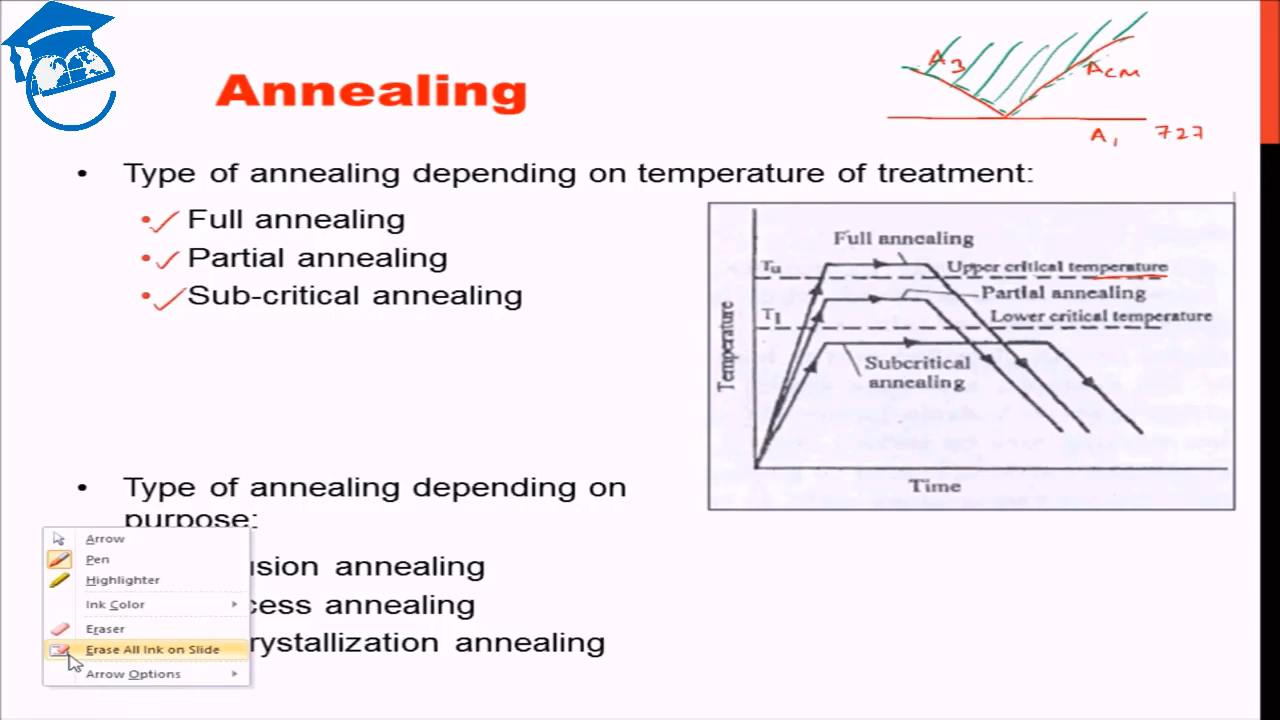 Annealing
A3
ACM
A1 727
• Type of annealing depending on temperature of treatment:
• Full annealing
• Partial annealing
• Sub-critical annealing
Full annealing
Tu
Upper critical temperature
Partial annealing
Tl
Lower critical temperature
Subcritical
annealing
Temperature
Time
• Type of annealing depending on
purpose:
usion annealing
cess annealing
rystallization annealing
Arrow
Pen
Highlighter
Ink Color
Eraser
Erase All Ink on Slide
Arrow Options